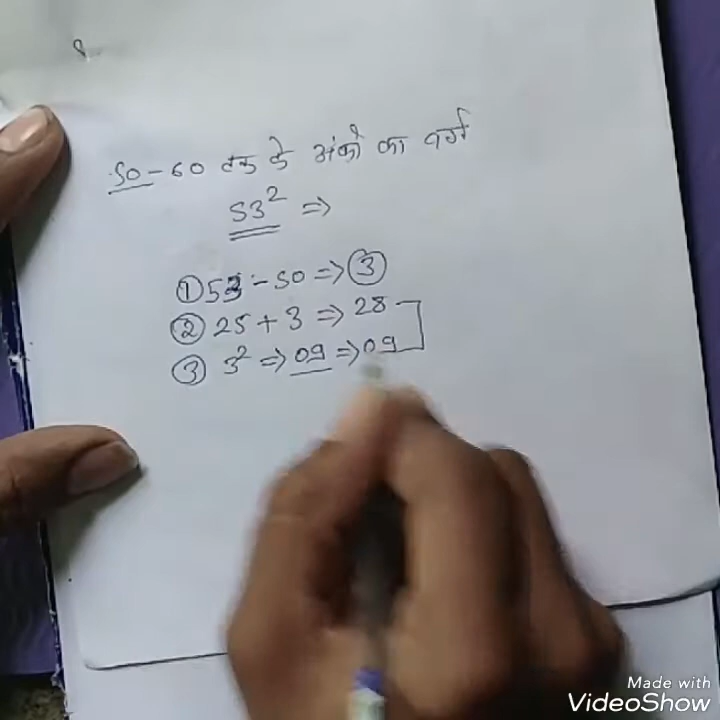 50-60 तक के अंको का वर्ग
53² ⇒
① 53 - 50 ⇒ ③
② 25 + 3 ⇒ 28
③ 3² ⇒ 09 ⇒ 09
Made with
VideoShow